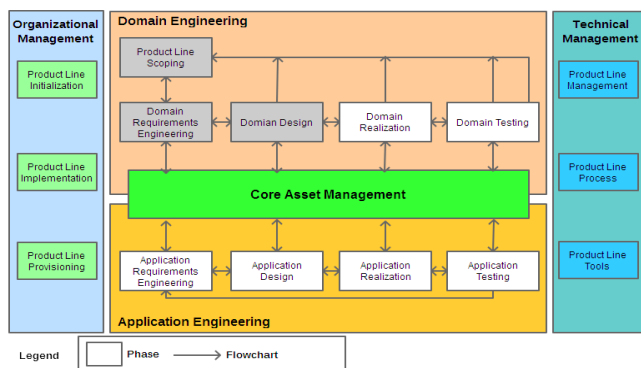 Organizational
Management
Product Line
Initialization
Product Line
Implementation
Product Line
Provisioning
Domain Engineering
Product Line
Scoping
Domain
Requirements
Engineering
Domian Design
Domain
Realization
Domain Testing
Core Asset Management
Application
Requirements
Engineering
Application
Design
Application
Realization
Application
Testing
Application Engineering
Technical
Management
Product Line
Management
Product Line
Process
Product Line
Tools
Legend
Phase
Flowchart